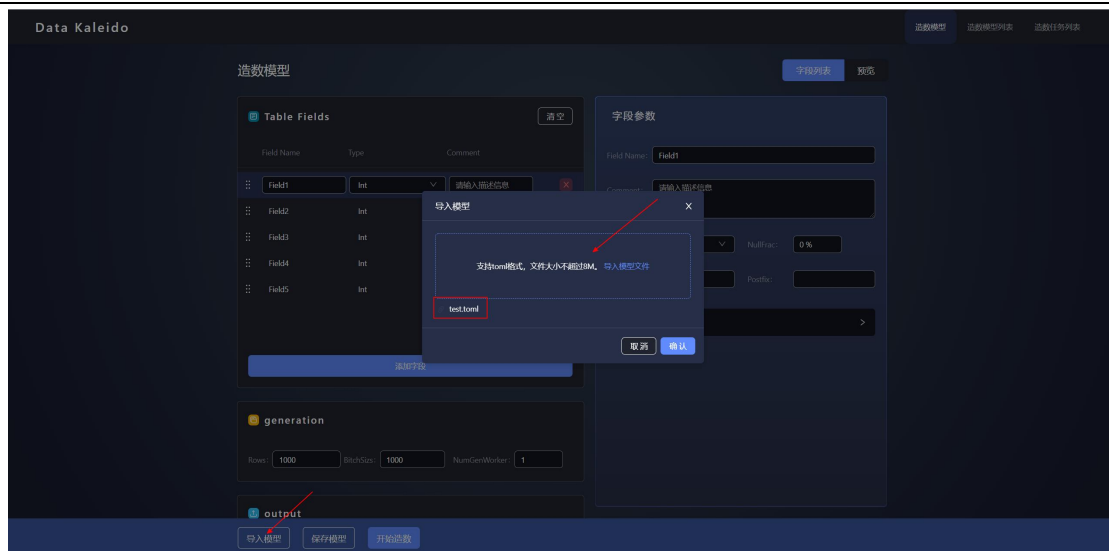 Data Kaleido
造数模型 造数模型列表 造数任务列表
造数模型
字段列表 预览
Table Fields 清空
Field Name Type Comment
Field1 Int 请输入描述信息
Field2 Int
Field3 Int
Field4 Int
Field5 Int
添加字段
字段参数
Field Name: Field1
Comment: 请输入描述信息
NullFrac: 0 %
Postfix:
导入模型
支持toml格式，文件大小不超过8M。 导入模型文件
test.toml
取消 确认
generation
Rows: 1000 BitchSizs: 1000 NumGenWorker: 1
output
导入模型 保存模型 开始造数